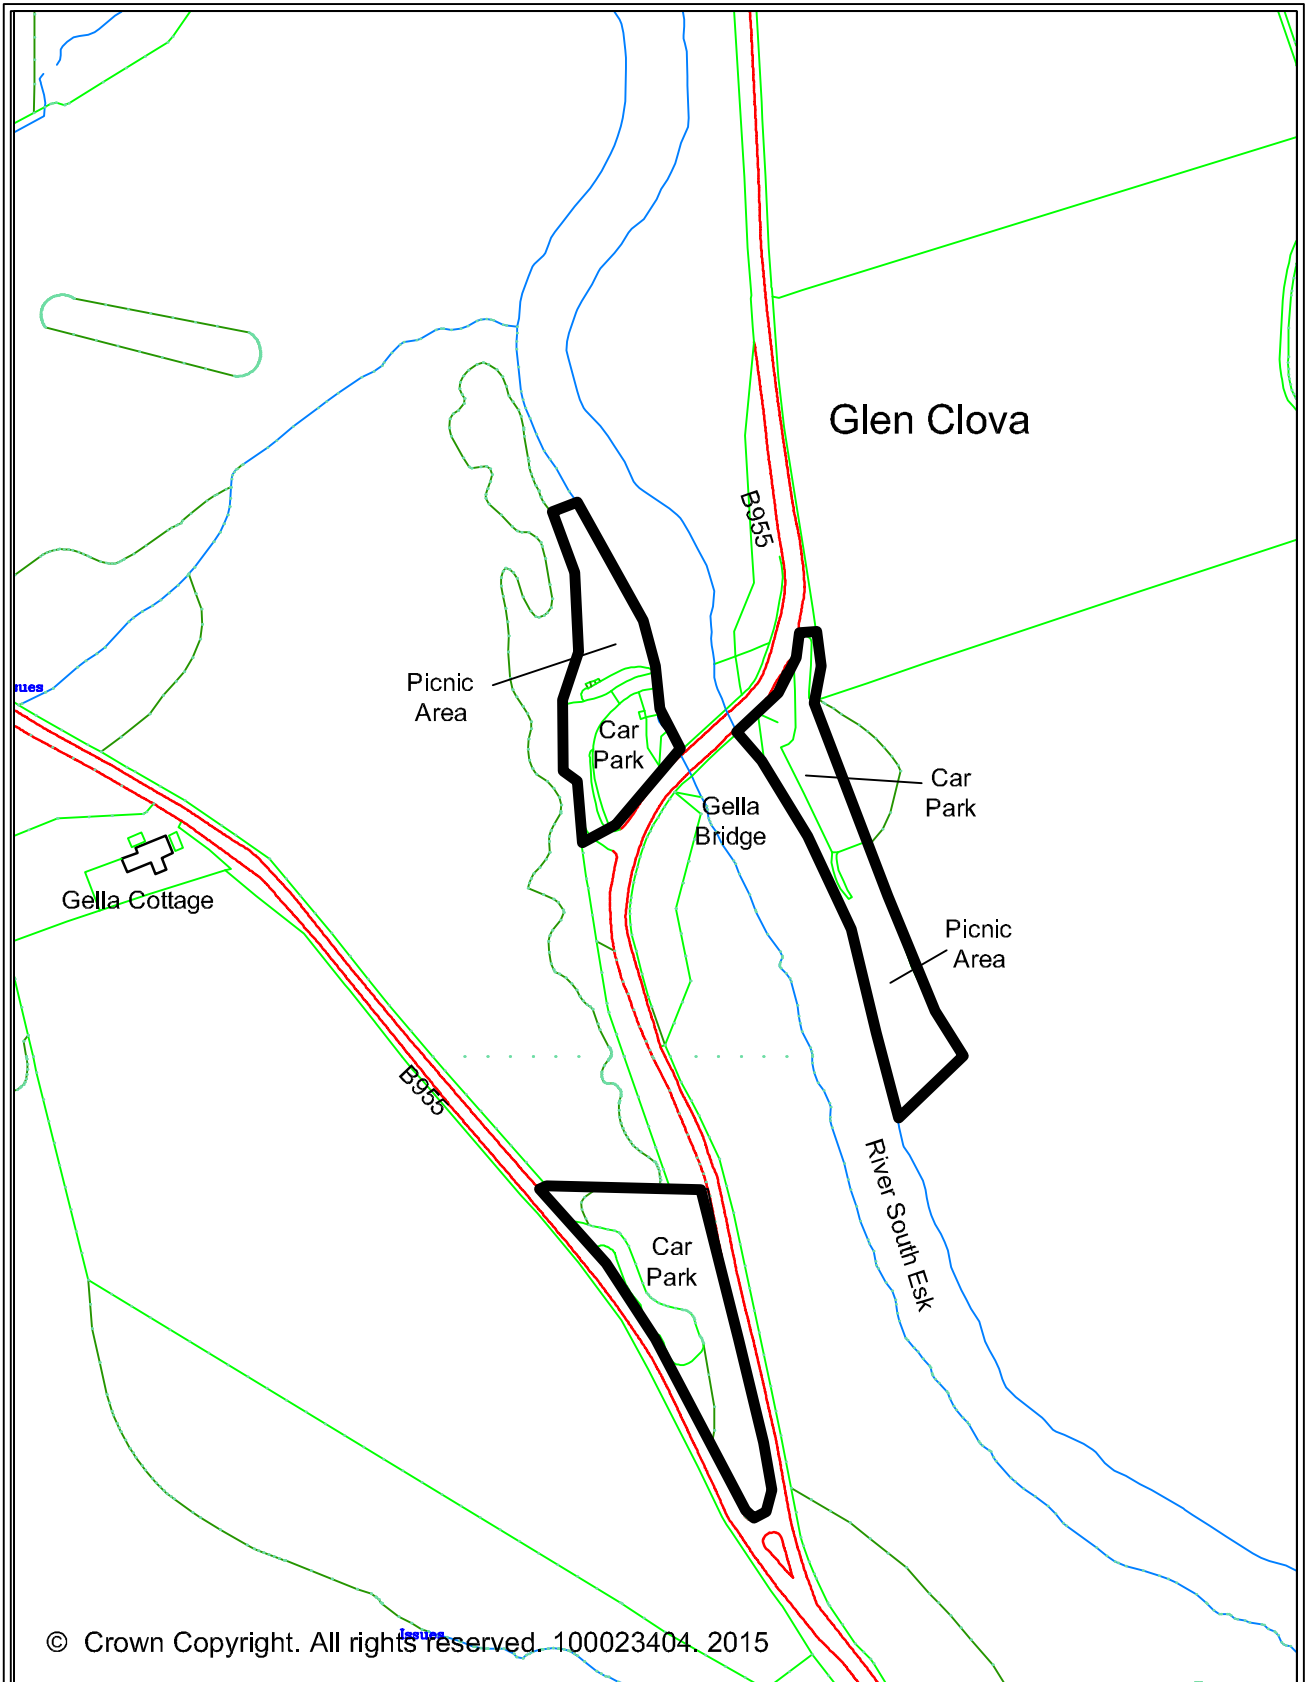 Glen Clova
B955
Picnic
Area
Car
Park
Car
Park
Gella
Bridge
Gella Cottage
Picnic
Area
B955
River South Esk
Car
Park
Issues
© Crown Copyright. All rights reserved. 100023404. 2015